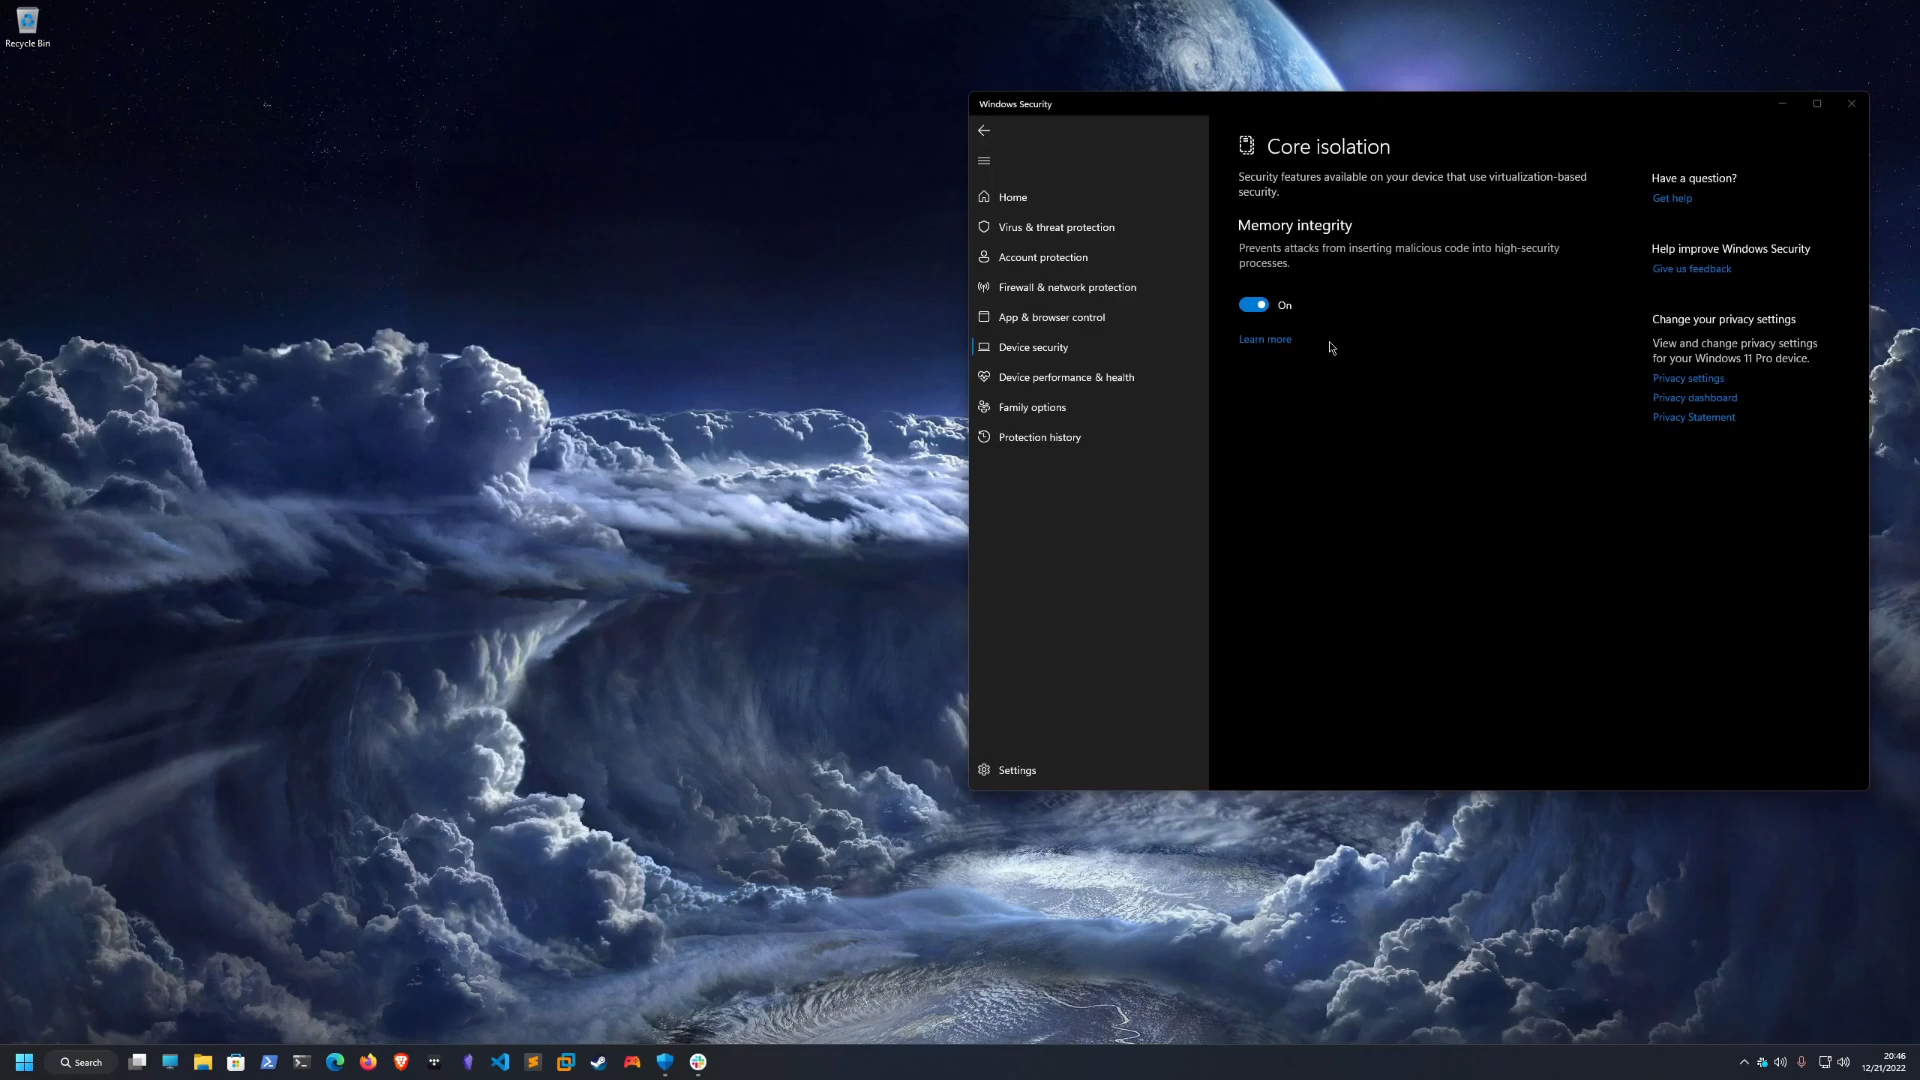 Recycle Bin
Windows Security
Home
Virus & threat protection
Account protection
Firewall & network protection
App & browser control
Device security
Device performance & health
Family options
Protection history
Settings
Core isolation
Security features available on your device that use virtualization-based
security.
Memory integrity
Prevents attacks from inserting malicious code into high-security
processes.
On
Learn more
Have a question?
Get help
Help improve Windows Security
Give us feedback
Change your privacy settings
View and change privacy settings
for your Windows 11 Pro device.
Privacy settings
Privacy dashboard
Privacy Statement
Search
20:46
12/21/2022